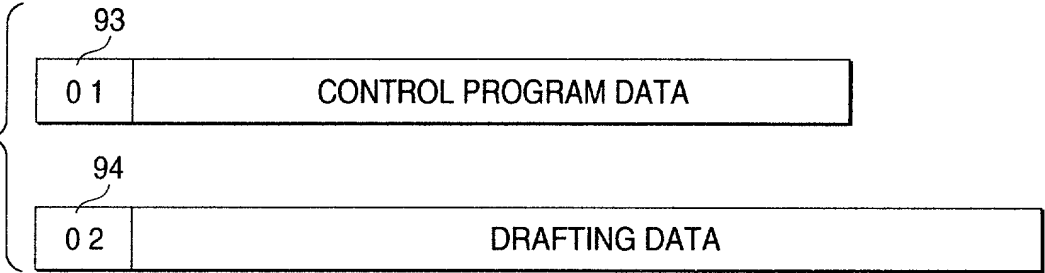 93
0 1 CONTROL PROGRAM DATA
94
0 2 DRAFTING DATA